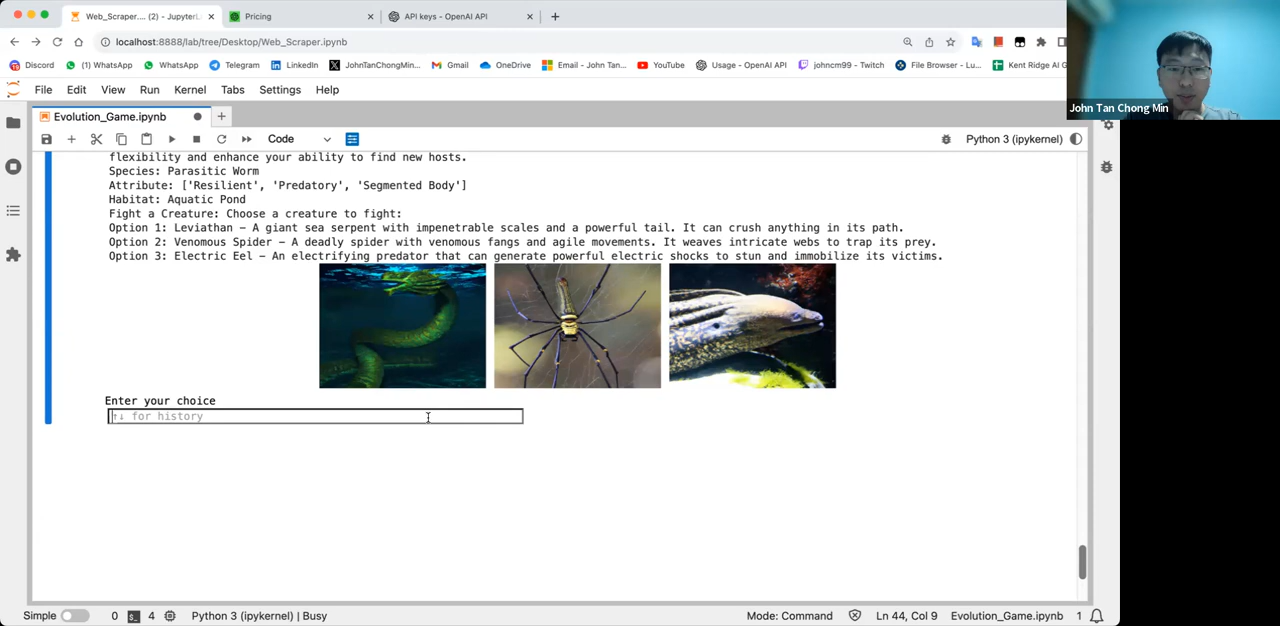 Web_Scraper.... (2) - JupyterL
Pricing
API keys - OpenAI API
localhost:8888/lab/tree/Desktop/Web_Scraper.ipynb
Discord
(1) WhatsApp
WhatsApp
Telegram
LinkedIn
JohnTanChongMin...
Gmail
OneDrive
Email - John Tan...
YouTube
Usage - OpenAI API
johncm99 - Twitch
File Browser - Lu...
Kent Ridge AI G
John Tan Chong Min
File Edit View Run Kernel Tabs Settings Help
Evolution_Game.ipynb
Code
Python 3 (ipykernel)
flexibility and enhance your ability to find new hosts.
Species: Parasitic Worm
Attribute: ['Resilient', 'Predatory', 'Segmented Body']
Habitat: Aquatic Pond
Fight a Creature: Choose a creature to fight:
Option 1: Leviathan – A giant sea serpent with impenetrable scales and a powerful tail. It can crush anything in its path.
Option 2: Venomous Spider – A deadly spider with venomous fangs and agile movements. It weaves intricate webs to trap its prey.
Option 3: Electric Eel – An electrifying predator that can generate powerful electric shocks to stun and immobilize its victims.
Enter your choice
↑↓ for history
Simple 0 4 Python 3 (ipykernel) | Busy Mode: Command Ln 44, Col 9 Evolution_Game.ipynb 1